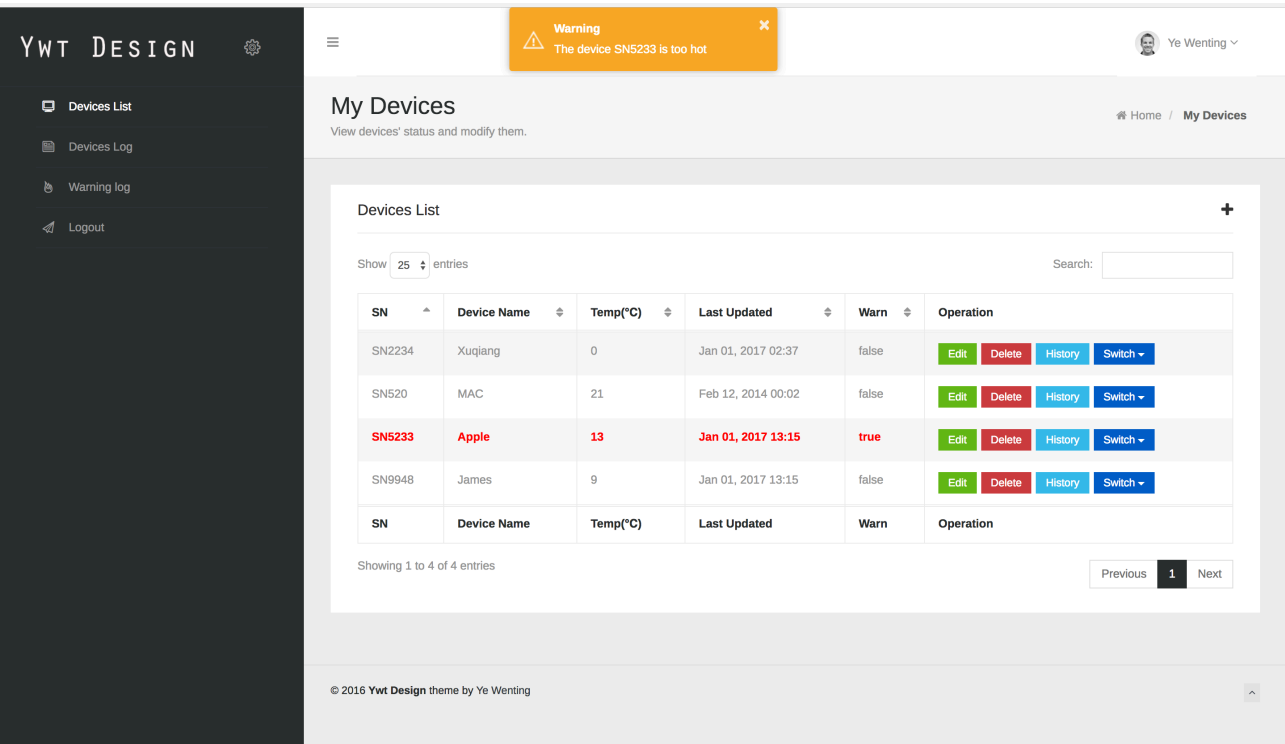 YWT DESIGN
Warning
The device SN5233 is too hot
Ye Wenting
Devices List
Devices Log
Warning log
Logout
My Devices
View devices' status and modify them.
Home / My Devices
Devices List
Show 25 entries
Search:
SN Device Name Temp(°C) Last Updated Warn Operation
SN2234 Xuqiang 0 Jan 01, 2017 02:37 false Edit Delete History Switch
SN520 MAC 21 Feb 12, 2014 00:02 false Edit Delete History Switch
SN5233 Apple 13 Jan 01, 2017 13:15 true Edit Delete History Switch
SN9948 James 9 Jan 01, 2017 13:15 false Edit Delete History Switch
SN Device Name Temp(°C) Last Updated Warn Operation
Showing 1 to 4 of 4 entries
Previous 1 Next
© 2016 Ywt Design theme by Ye Wenting